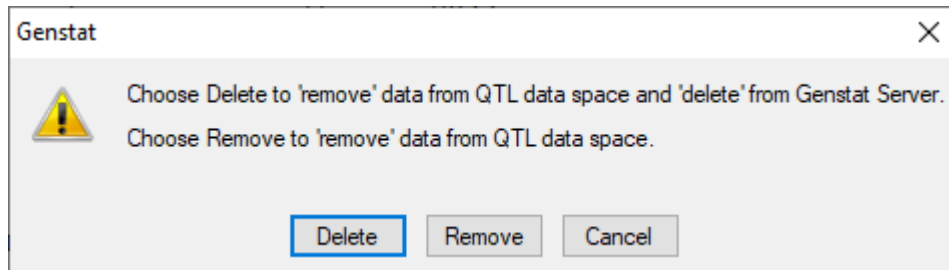 Genstat
Choose Delete to 'remove' data from QTL data space and 'delete' from Genstat Server.
Choose Remove to 'remove' data from QTL data space.
Delete Remove Cancel